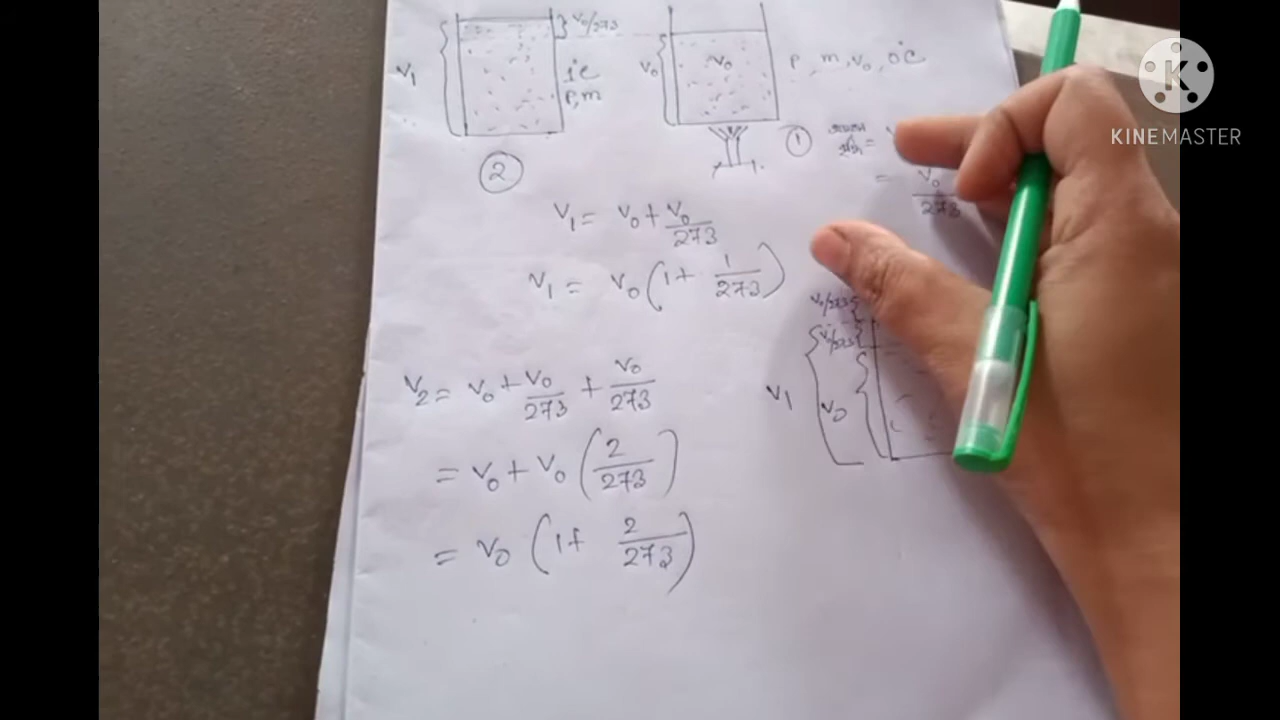 V₀/273
V₁
1°C
P, m
②
V₀
V₀
P, m, V₀, 0°C
①
=
= V₀/273
V₁ = V₀ + V₀/273
V₁ = V₀ (1 + 1/273)
V₂ = V₀ + V₀/273 + V₀/273
= V₀ + V₀ (2/273)
= V₀ (1 + 2/273)
V₀/273
V₀/273
V₁
V₀
K
KINEMASTER